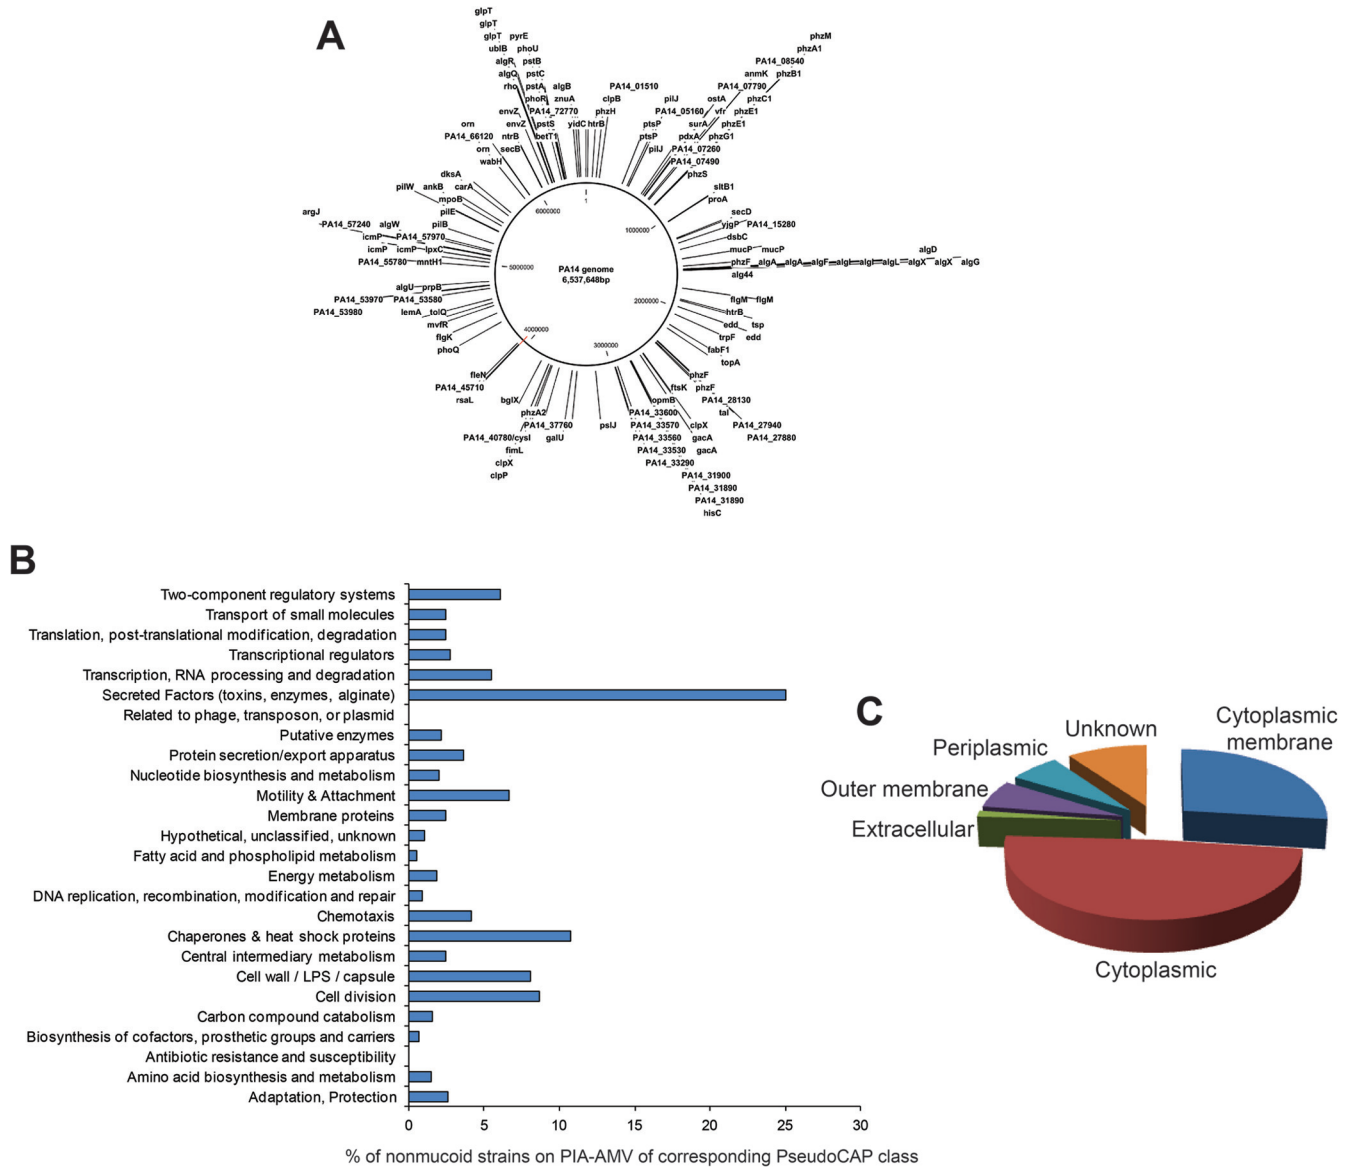 A
glpT
glpT
glpT pyrE
phzM
ublB phoU
phzA1
algR pstB
PA14_08540
algQ pstC
anmK phzB1
rho pstA algB
PA14_01510
PA14_07790
phoR znuA
clpB
pilJ
ostA
phzC1
envZ PA14_72770
phzH
PA14_05160 vfr phzE1
orn envZ pstS yidC htrB
ptsP surA phzE1
PA14_66120 ntrB betT1
ptsP pdxA phzG1
orn secB
pilJ PA14_07260
wabH
PA14_07490
dksA
phzS
pilW ankB carA
sltB1
mpoB
proA
argJ pilE
secD
PA14_57240 algW pilB
yjgP PA14_15280
icmP PA14_57970
dsbC
icmP icmP lpxC
mucP mucP
algD
PA14_55780 mntH1
phzF algA algA algF algI algI algL algX algX algG
alg44
algU prpB
PA14_53970 PA14_53580
flgM flgM
PA14_53980 lemA tolQ
htrB
mvfR
edd tsp
flgK
trpF edd
phoQ
fabF1
topA
fleN
phzF
PA14_45710
ftsK phzF
rsaL
bglX
pslJ
opmB
PA14_28130
phzA2
PA14_33600
tal
PA14_37760
PA14_33570 clpX
PA14_27940
PA14_40780/cysI galU
PA14_33560 gacA
PA14_27880
fimL
PA14_33530 gacA
clpX
PA14_33290
clpP
PA14_31900
PA14_31890
PA14_31890
hisC
1
1000000
2000000
3000000
4000000
5000000
6000000
PA14 genome
6,537,648bp
B
Two-component regulatory systems
Transport of small molecules
Translation, post-translational modification, degradation
Transcriptional regulators
Transcription, RNA processing and degradation
Secreted Factors (toxins, enzymes, alginate)
Related to phage, transposon, or plasmid
Putative enzymes
Protein secretion/export apparatus
Nucleotide biosynthesis and metabolism
Motility & Attachment
Membrane proteins
Hypothetical, unclassified, unknown
Fatty acid and phospholipid metabolism
Energy metabolism
DNA replication, recombination, modification and repair
Chemotaxis
Chaperones & heat shock proteins
Central intermediary metabolism
Cell wall / LPS / capsule
Cell division
Carbon compound catabolism
Biosynthesis of cofactors, prosthetic groups and carriers
Antibiotic resistance and susceptibility
Amino acid biosynthesis and metabolism
Adaptation, Protection
0 5 10 15 20 25 30
% of nonmucoid strains on PIA-AMV of corresponding PseudoCAP class
C
Unknown
Cytoplasmic
membrane
Periplasmic
Outer membrane
Extracellular
Cytoplasmic